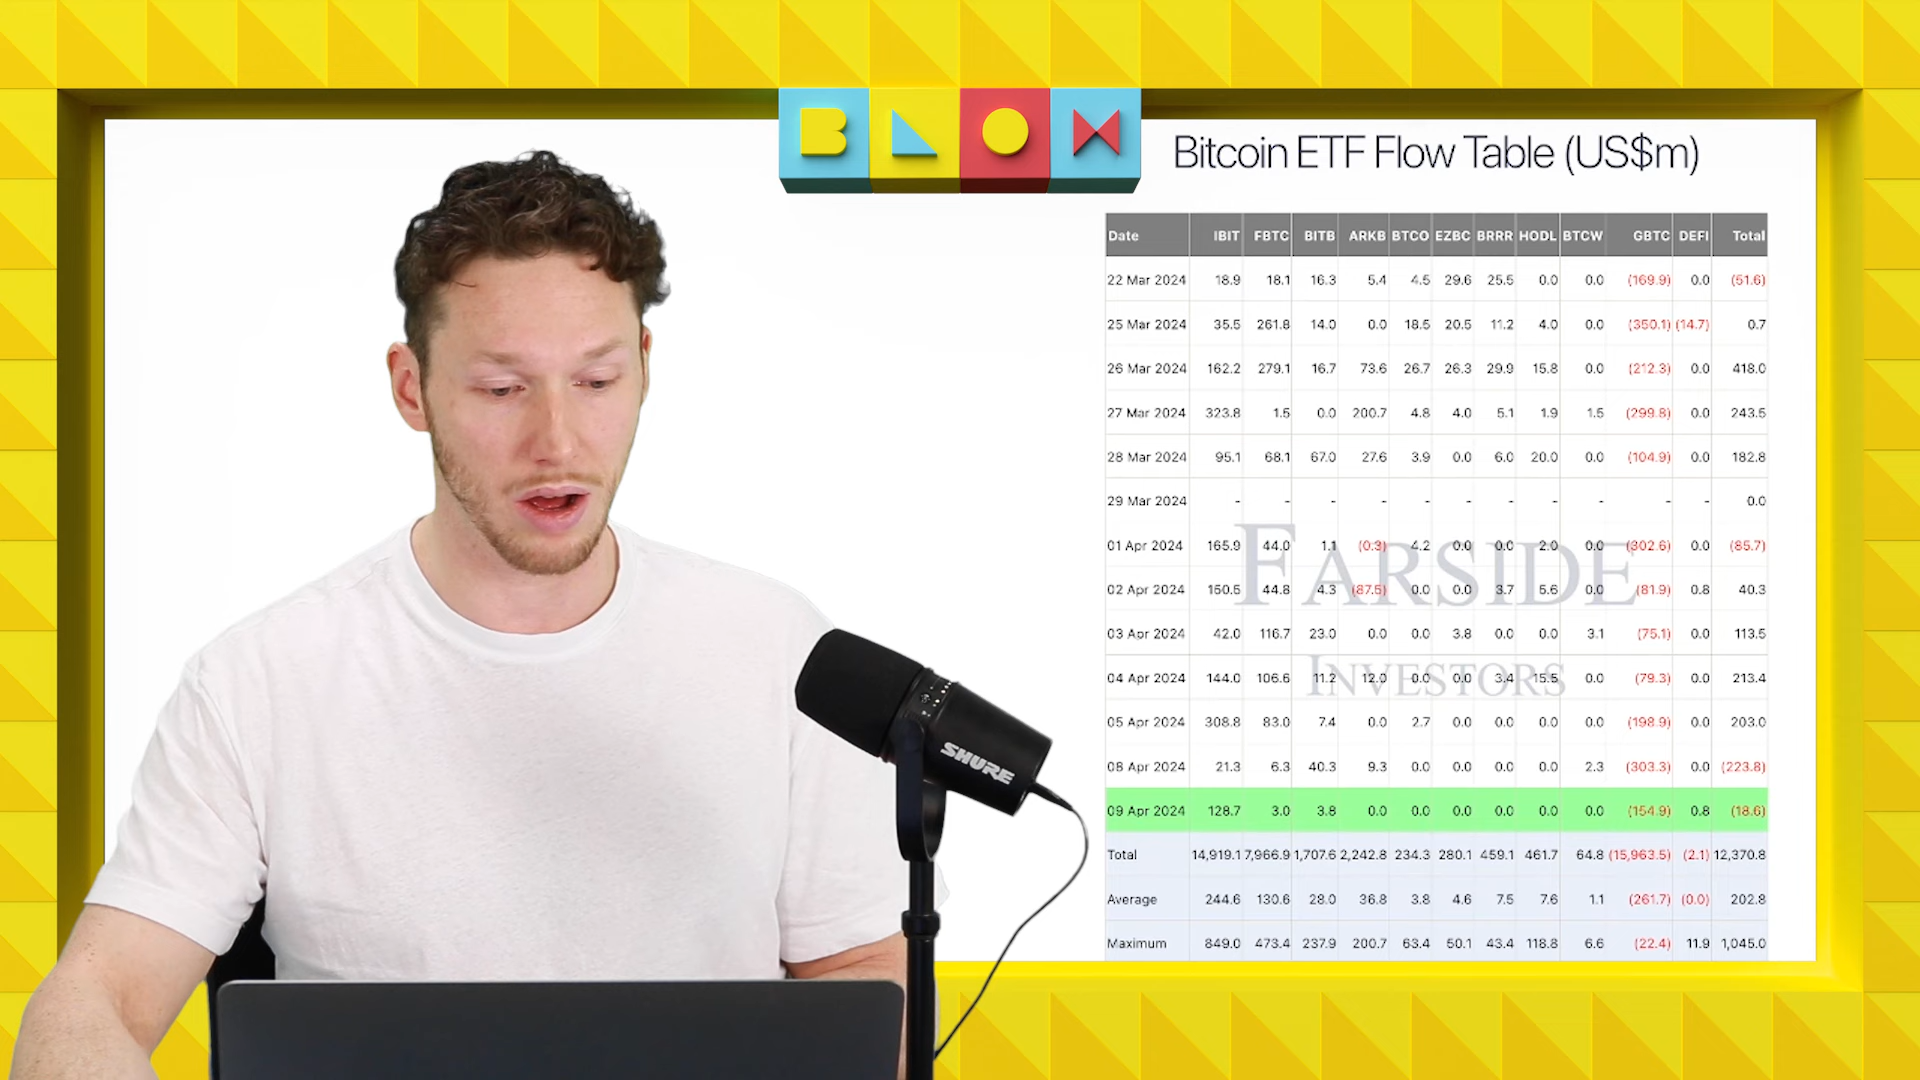 BLOX
Bitcoin ETF Flow Table (US$m)
Date IBIT FBTC BITB ARKB BTCO EZBC BRRR HODL BTCW GBTC DEFI Total
22 Mar 2024 18.9 18.1 16.3 5.4 4.5 29.6 25.5 0.0 0.0 (169.9) 0.0 (51.6)
25 Mar 2024 35.5 261.8 14.0 0.0 18.5 20.5 11.2 4.0 0.0 (350.1) (14.7) 0.7
26 Mar 2024 162.2 279.1 16.7 73.6 26.7 26.3 29.9 15.8 0.0 (212.3) 0.0 418.0
27 Mar 2024 323.8 1.5 0.0 200.7 4.8 4.0 5.1 1.9 1.5 (299.8) 0.0 243.5
28 Mar 2024 95.1 68.1 67.0 27.6 3.9 0.0 6.0 20.0 0.0 (104.9) 0.0 182.8
29 Mar 2024 - - - - - - - - - - - 0.0
01 Apr 2024 165.9 44.0 1.1 (0.3) 4.2 0.0 0.0 2.0 0.0 (302.6) 0.0 (85.7)
02 Apr 2024 150.5 44.8 4.3 (87.5) 0.0 0.0 3.7 5.6 0.0 (81.9) 0.8 40.3
FARSIDE
03 Apr 2024 42.0 116.7 23.0 0.0 0.0 3.8 0.0 0.0 3.1 (75.1) 0.0 113.5
04 Apr 2024 144.0 106.6 11.2 12.0 0.0 0.0 3.4 15.5 0.0 (79.3) 0.0 213.4
INVESTORS
05 Apr 2024 308.8 83.0 7.4 0.0 2.7 0.0 0.0 0.0 0.0 (198.9) 0.0 203.0
08 Apr 2024 21.3 6.3 40.3 9.3 0.0 0.0 0.0 0.0 2.3 (303.3) 0.0 (223.8)
09 Apr 2024 128.7 3.0 3.8 0.0 0.0 0.0 0.0 0.0 0.0 (154.9) 0.8 (18.6)
Total 14,919.1 7,966.9 1,707.6 2,242.8 234.3 280.1 459.1 461.7 64.8 (15,963.5) (2.1) 12,370.8
Average 244.6 130.6 28.0 36.8 3.8 4.6 7.5 7.6 1.1 (261.7) (0.0) 202.8
Maximum 849.0 473.4 237.9 200.7 63.4 50.1 43.4 118.8 6.6 (22.4) 11.9 1,045.0
SHURE